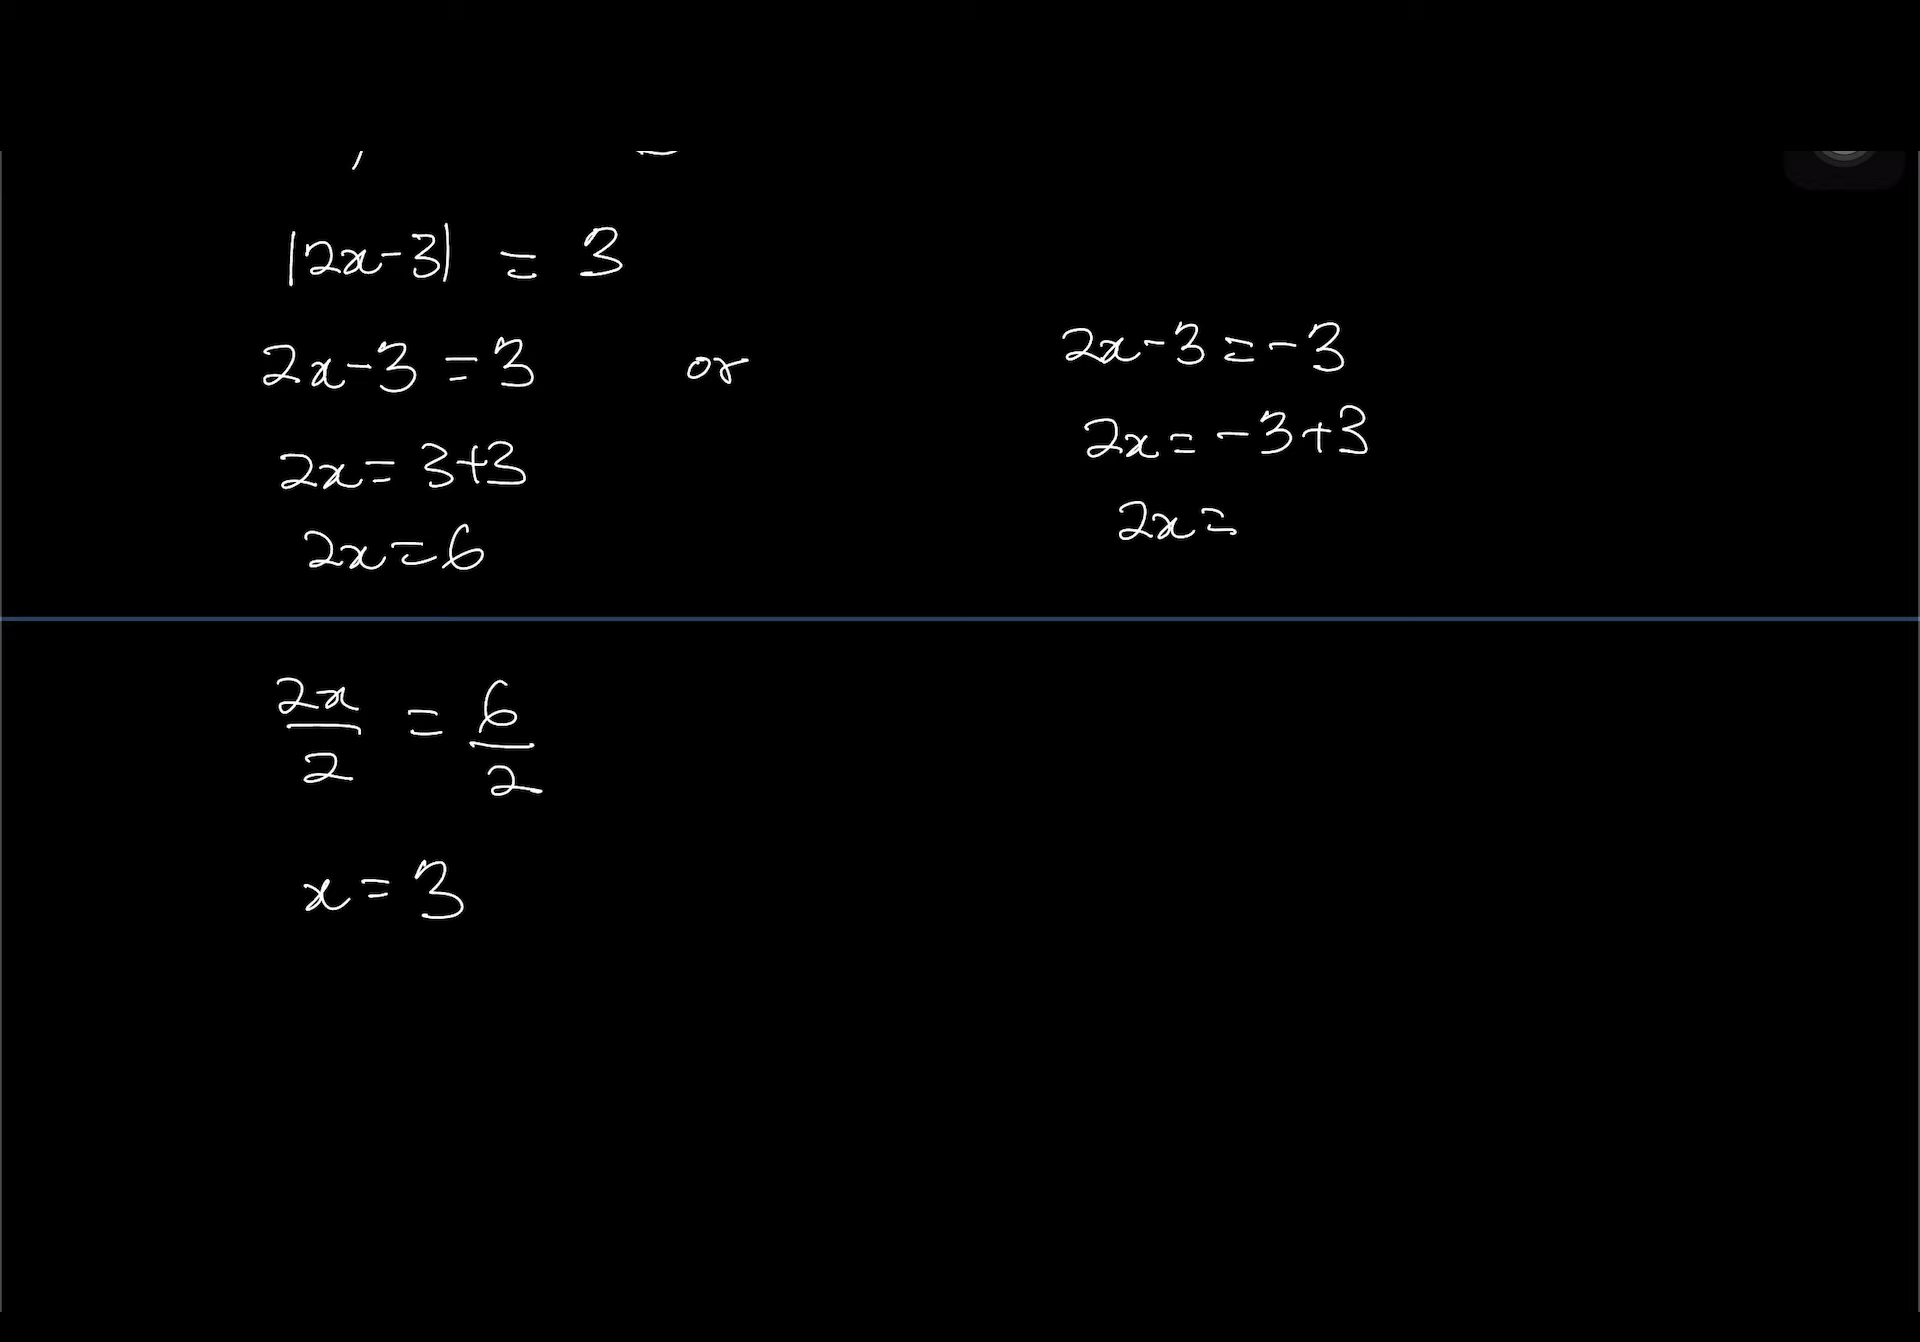 |2x-3| = 3
2x-3 = 3 or
2x = 3+3
2x = 6
2x/2 = 6/2
x = 3
2x-3 = -3
2x = -3+3
2x =